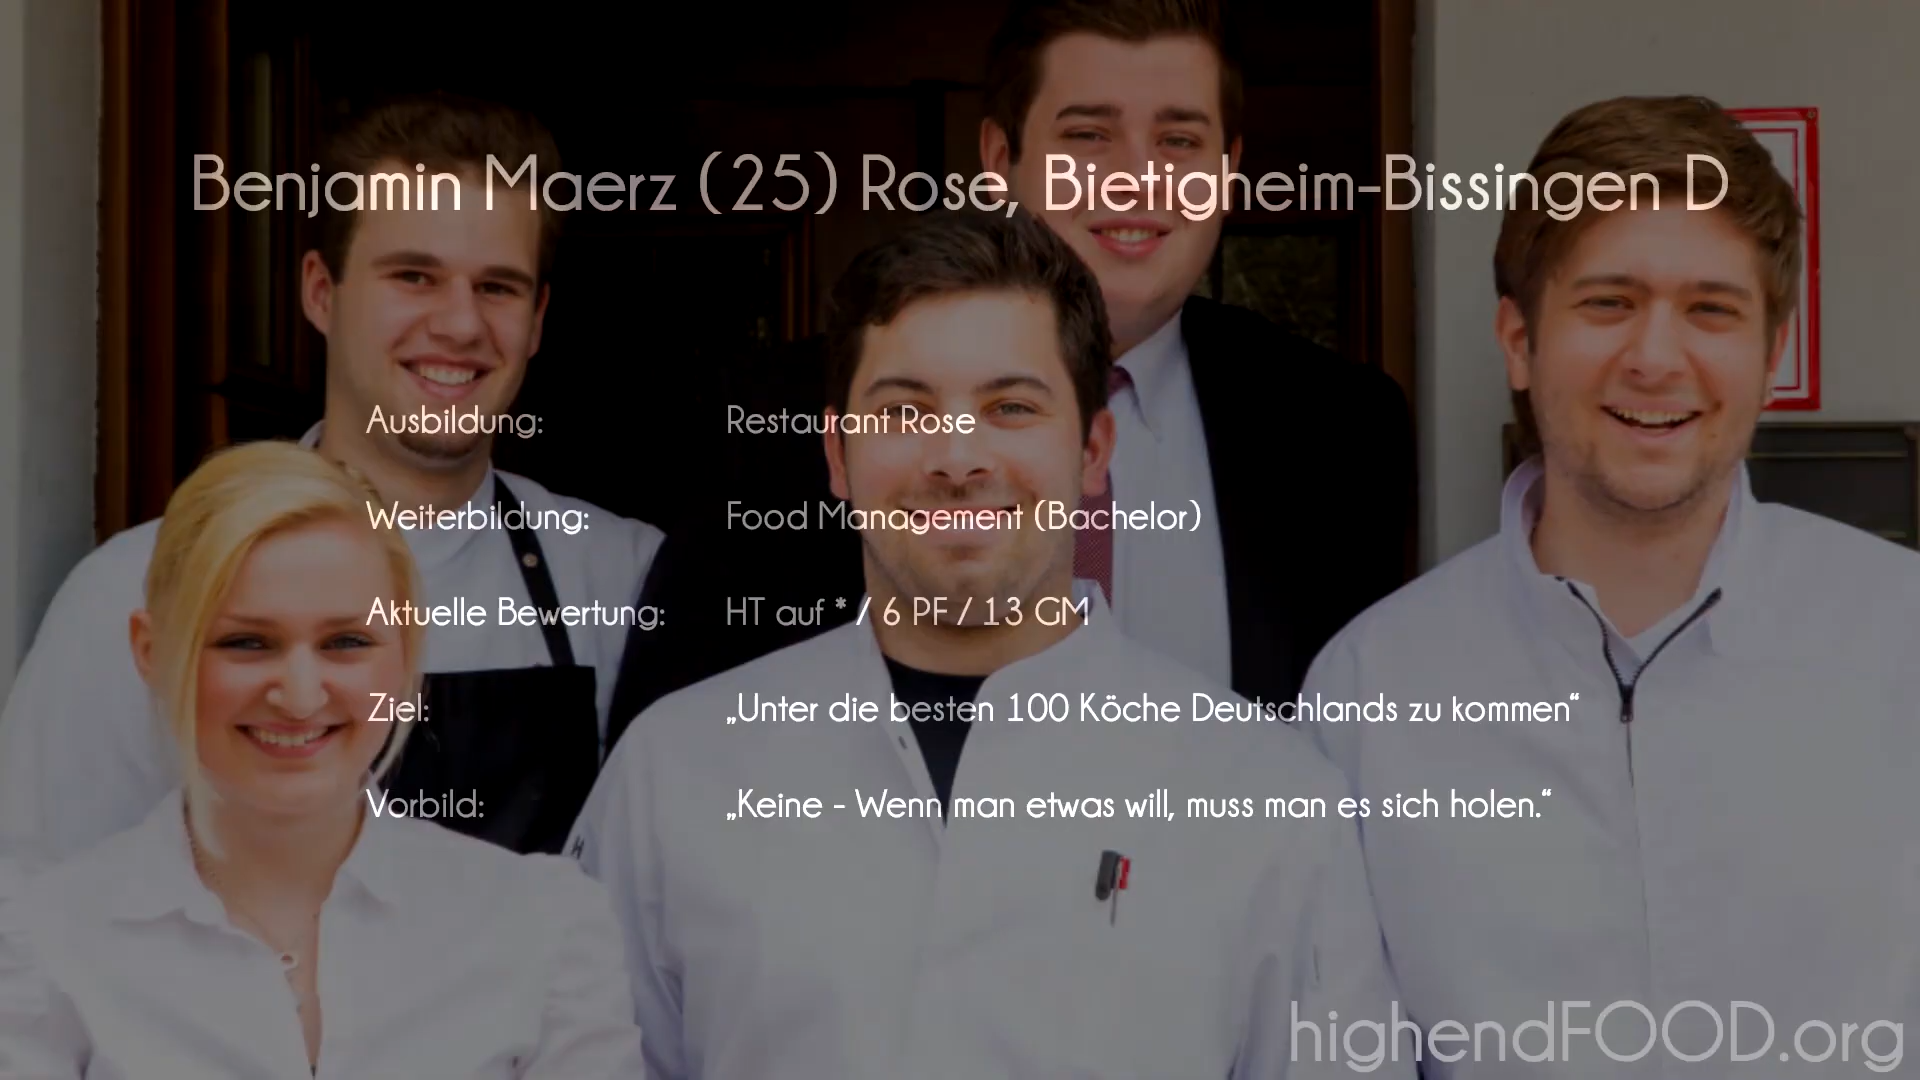 Benjamin Maerz (25) Rose, Bietigheim-Bissingen D
Ausbildung: Restaurant Rose
Weiterbildung: Food Management (Bachelor)
Aktuelle Bewertung: HT auf * / 6 PF / 13 GM
Ziel: „Unter die besten 100 Köche Deutschlands zu kommen“
Vorbild: „Keine - Wenn man etwas will, muss man es sich holen.“
highendFOOD.org